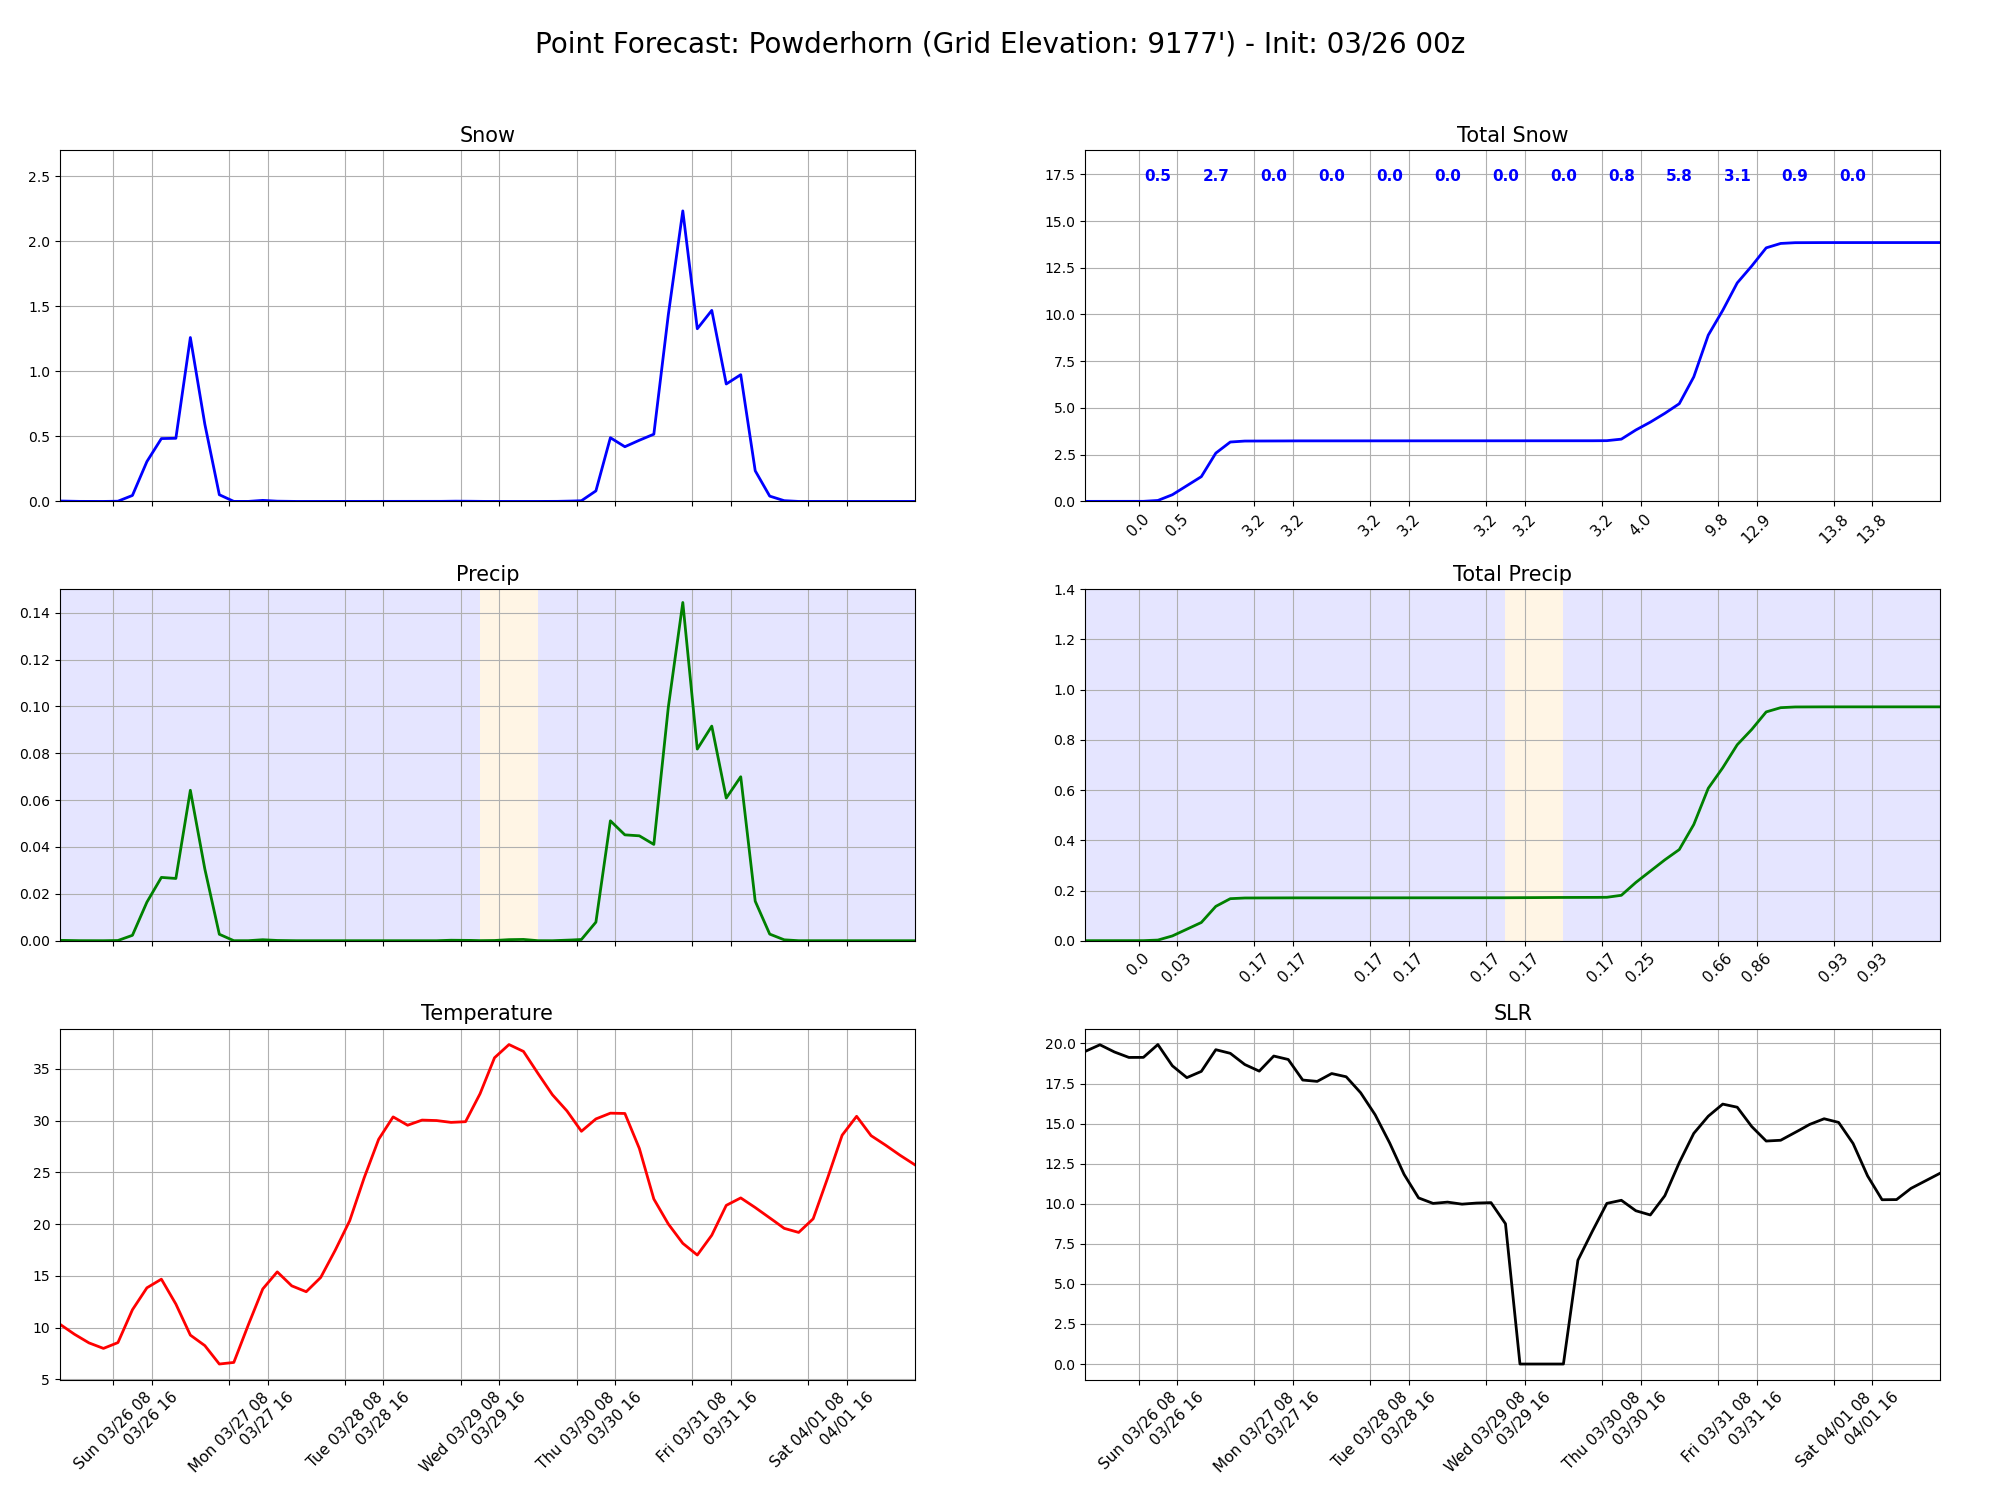 Point Forecast: Powderhorn (Grid Elevation: 9177') - Init: 03/26 00z
Snow
2.5
2.0
1.5
1.0
0.5
0.0
Total Snow
17.5
15.0
12.5
10.0
7.5
5.0
2.5
0.0
0.5 2.7 0.0 0.0 0.0 0.0 0.0 0.0 0.8 5.8 3.1 0.9 0.0
0.0 0.5 3.2 3.2 3.2 3.2 3.2 3.2 3.2 4.0 9.8 12.9 13.8 13.8
Precip
0.14
0.12
0.10
0.08
0.06
0.04
0.02
0.00
Total Precip
1.4
1.2
1.0
0.8
0.6
0.4
0.2
0.0
0.0 0.03 0.17 0.17 0.17 0.17 0.17 0.17 0.17 0.25 0.66 0.86 0.93 0.93
Temperature
35
30
25
20
15
10
5
Sun 03/26 08
03/26 16
Mon 03/27 08
03/27 16
Tue 03/28 08
03/28 16
Wed 03/29 08
03/29 16
Thu 03/30 08
03/30 16
Fri 03/31 08
03/31 16
Sat 04/01 08
04/01 16
SLR
20.0
17.5
15.0
12.5
10.0
7.5
5.0
2.5
0.0
Sun 03/26 08
03/26 16
Mon 03/27 08
03/27 16
Tue 03/28 08
03/28 16
Wed 03/29 08
03/29 16
Thu 03/30 08
03/30 16
Fri 03/31 08
03/31 16
Sat 04/01 08
04/01 16